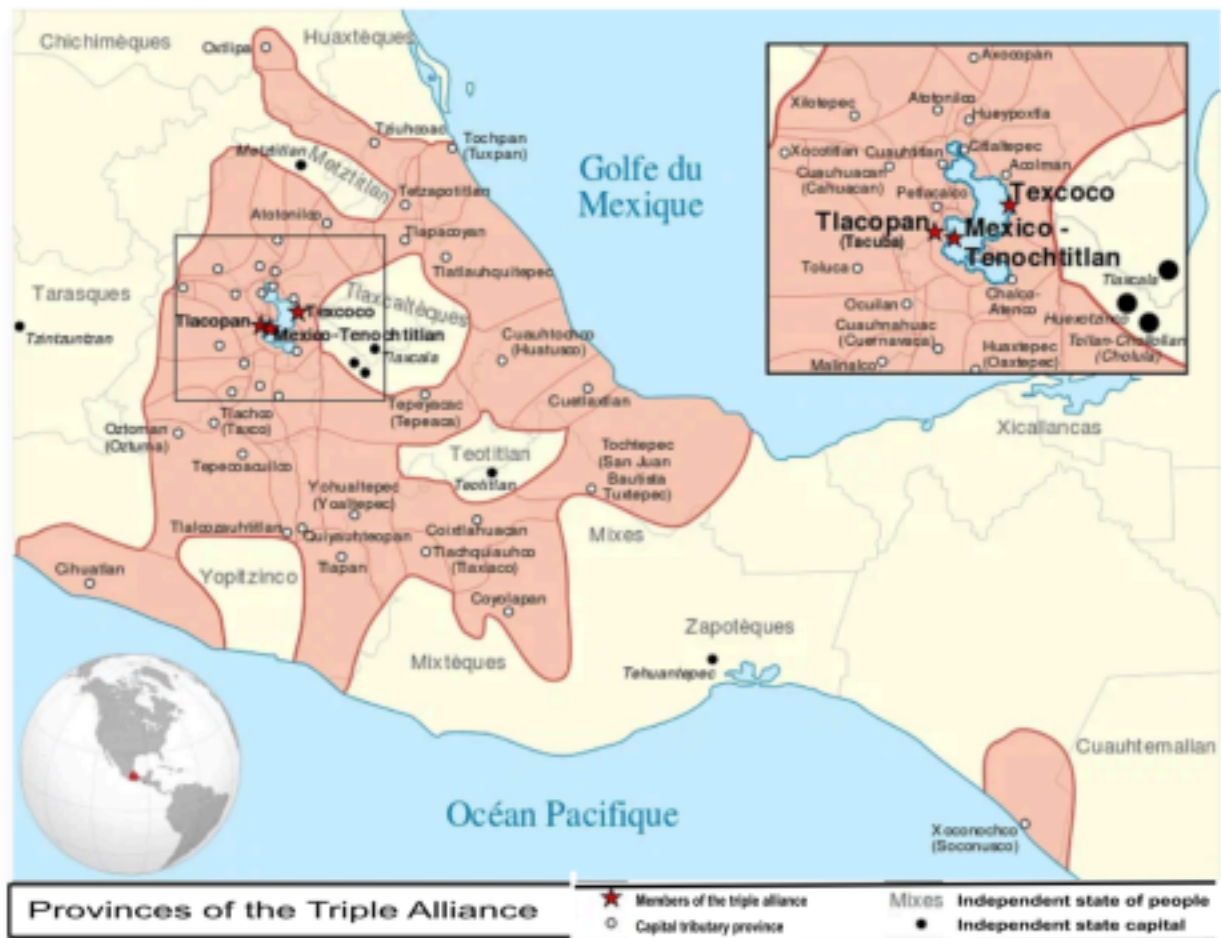 Chichimèques
Huaxtèques
Oxtlipa
Tziuhcoac
Tochpan
(Tuxpan)
Metztitlan
Metztitlan
Tetzapotitlan
Atotonilco
Tlapacoyan
Tlatlauhquitepec
Golfe du
Mexique
Tarasques
Tzintzuntzan
Tlaxcaltèques
Texcoco
Tlacopan
Mexico-Tenochtitlan
Tlaxcala
Cuauhtochco
(Huatusco)
Cuetlaxtlan
Tepeyacac
(Tepeaca)
Tlachco
(Taxco)
Oztoman
(Oztuma)
Tepecoacuilco
Teotitlan
Teotitlan
Tochtepec
(San Juan
Bautista
Tuxtepec)
Yohualtepec
(Yoaltepec)
Tlalcozauhtitlan
Quiyauhteopan
Coixtlahuacan
Tlachquiauhco
(Tlaxiaco)
Tlapan
Coyolapan
Cihuatlan
Yopitzinco
Mixtèques
Mixes
Zapotèques
Tehuantepec
Xicallancas
Cuauhtemallan
Xoconochco
(Soconusco)
Océan Pacifique
Axocopan
Xilotepec
Atotonilco
Hueypoxtla
Xocotitlan
Cuauhtitlan
Citlaltepec
Cuahuacan
(Cahuacan)
Acolman
Petlacalco
Texcoco
Tlacopan
(Tacuba)
Mexico -
Tenochtitlan
Toluca
Chalco-
Atenco
Tlaxcala
Ocuilan
Huexotzinco
Cuauhnahuac
(Cuernavaca)
Tollan-Chollollan
(Cholula)
Huaxtepec
(Oaxtepec)
Malinalco
Provinces of the Triple Alliance
Members of the triple alliance
Capital tributary province
Mixes Independent state of people
Independent state capital